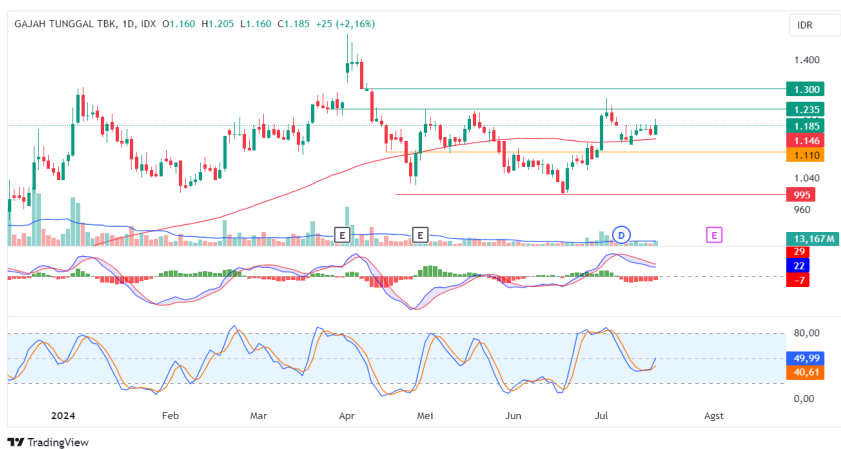 GAJAH TUNGGAL TBK, 1D, IDX O1.160 H1.205 L1.160 C1.185 +25 (+2,16%)
IDR
1.400
1.300
1.235
1.185
1.146
1.110
1.040
995
960
E
E
D
E
13,167M
29
22
−7
80,00
49,99
40,61
0,00
2024
Feb
Mar
Apr
Mei
Jun
Jul
Agst
TradingView